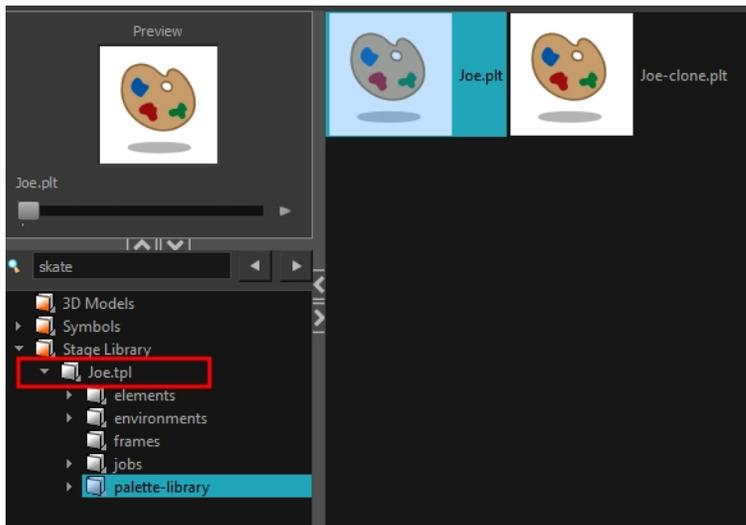 Preview
Joe.plt
Joe-clone.plt
Joe.plt
skate
3D Models
Symbols
Stage Library
Joe.tpl
elements
environments
frames
jobs
palette-library